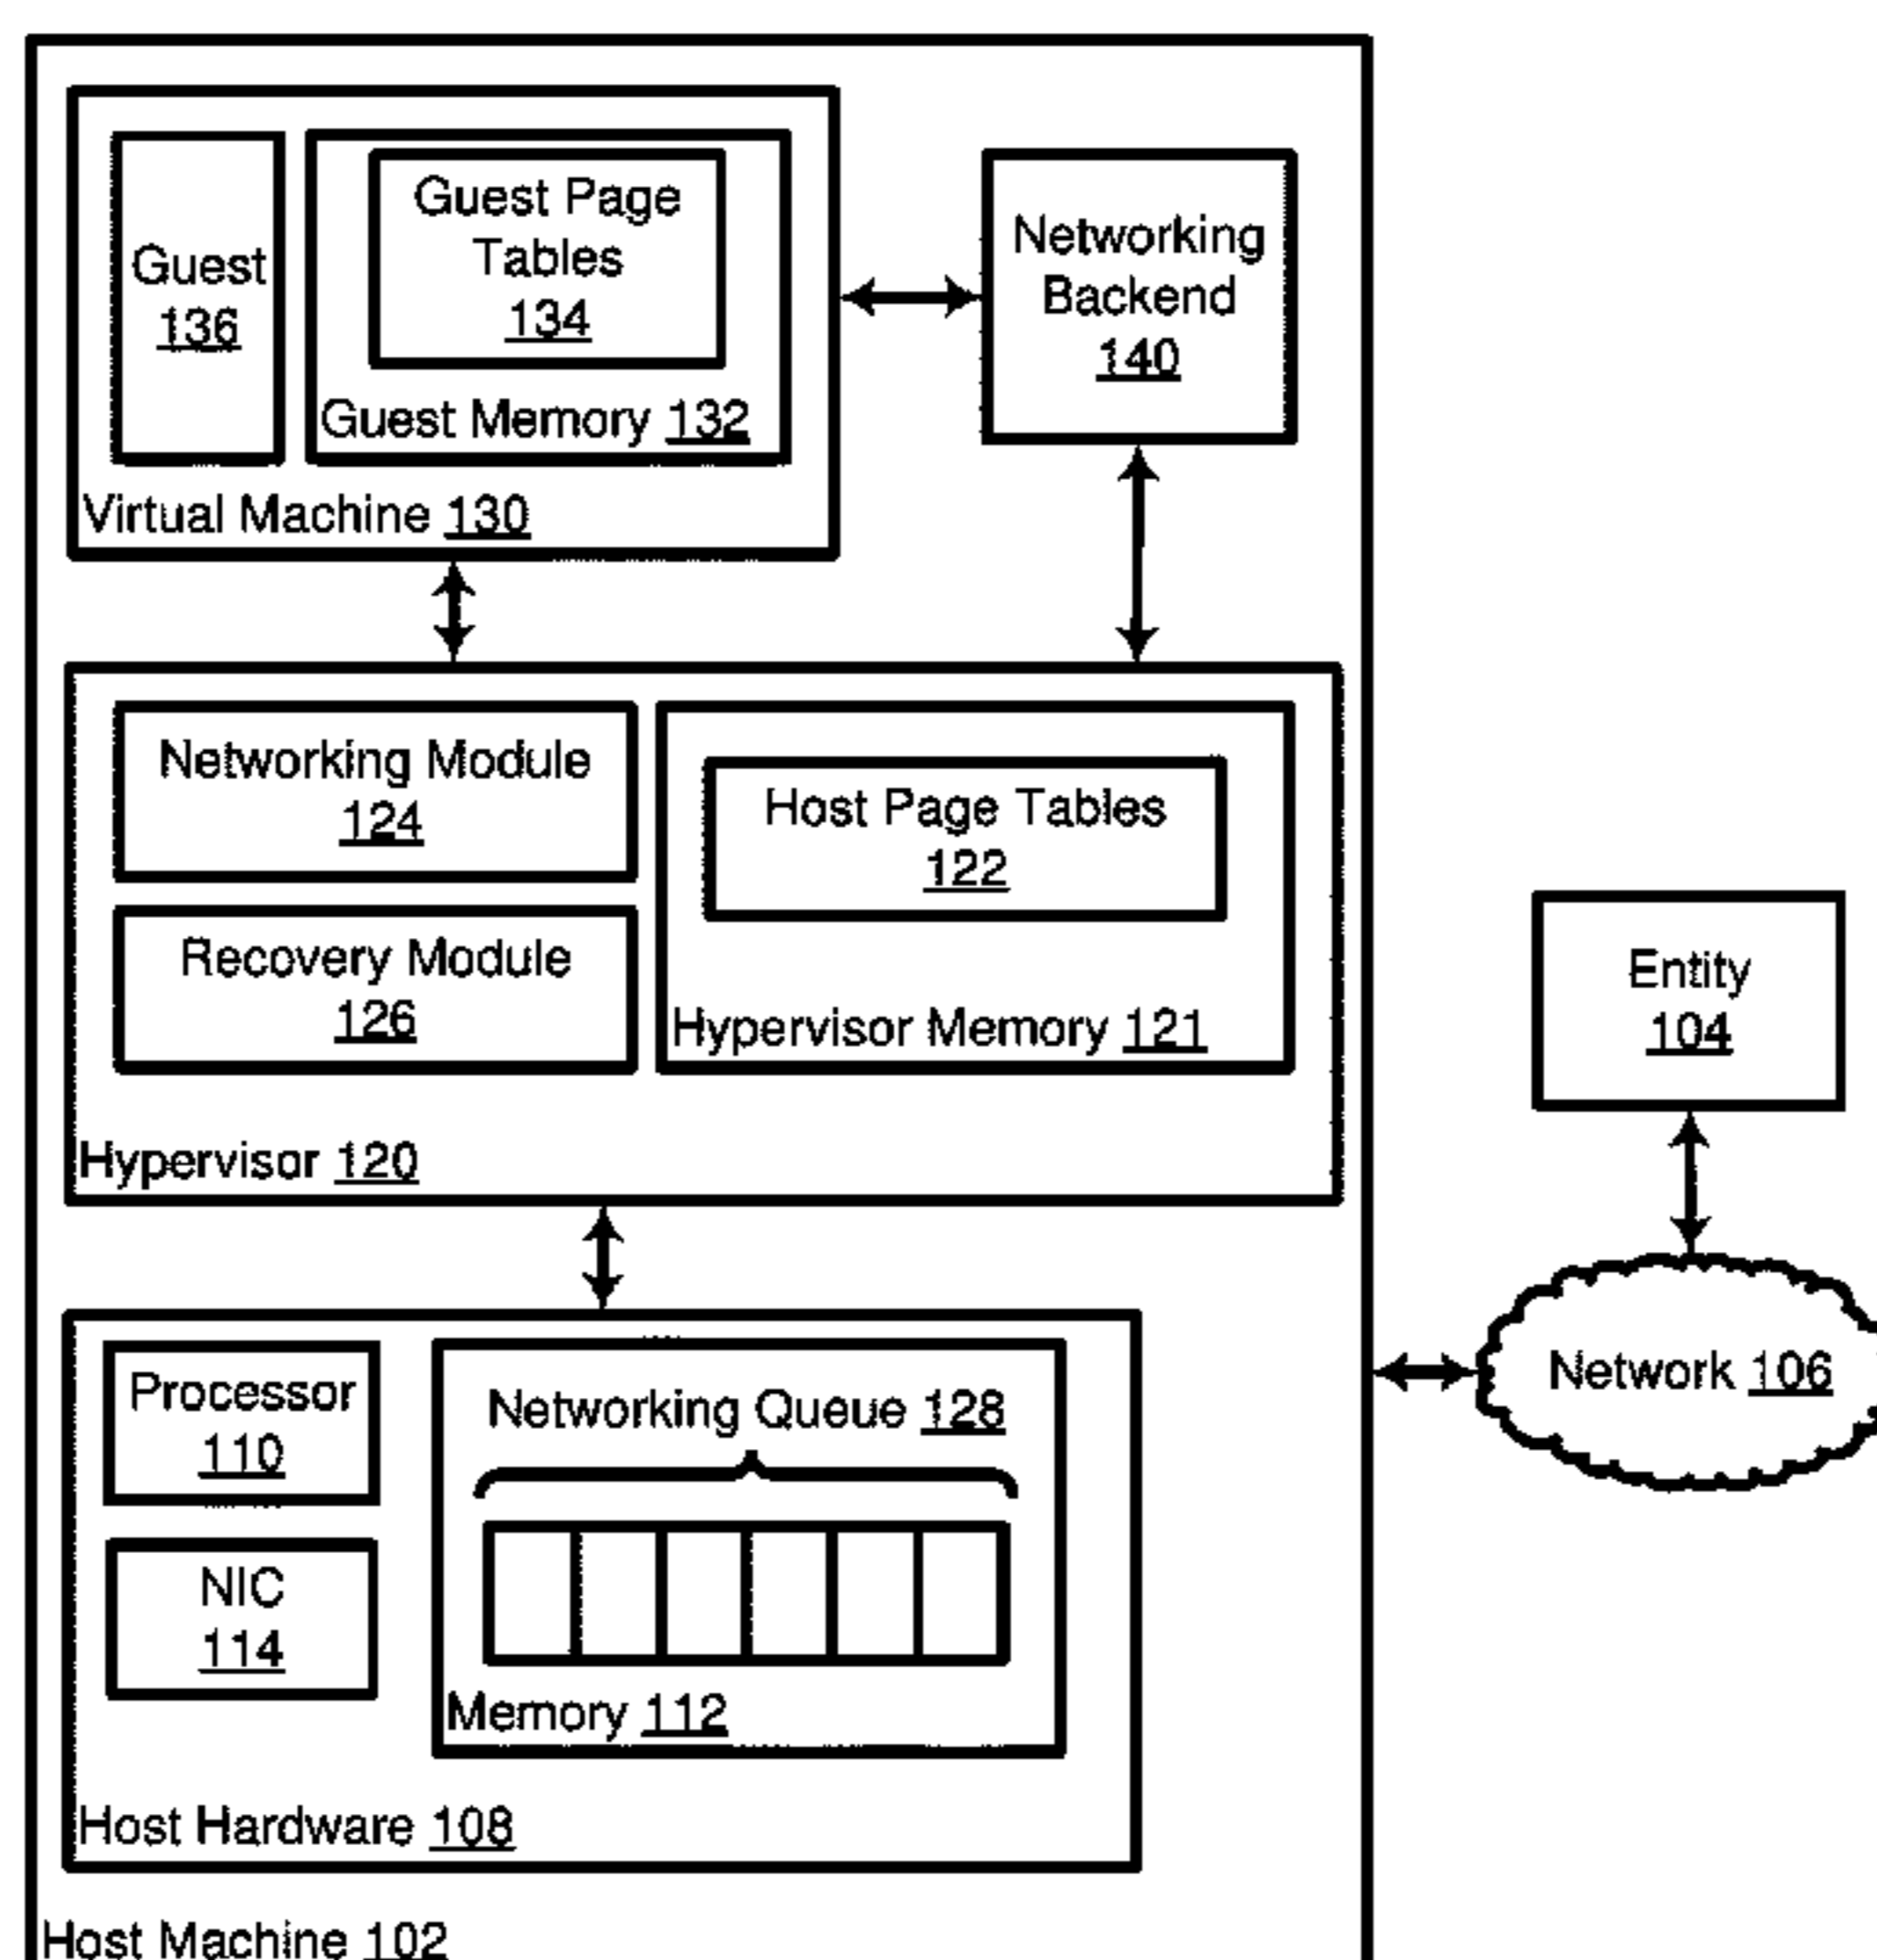 Guest
136
Guest Page
Tables
134
Guest Memory 132
Virtual Machine 130
Networking
Backend
140
Networking Module
124
Recovery Module
126
Host Page Tables
122
Hypervisor Memory 121
Hypervisor 120
Entity
104
Network 106
Processor
110
NIC
114
Networking Queue 128
Memory 112
Host Hardware 108
Host Machine 102